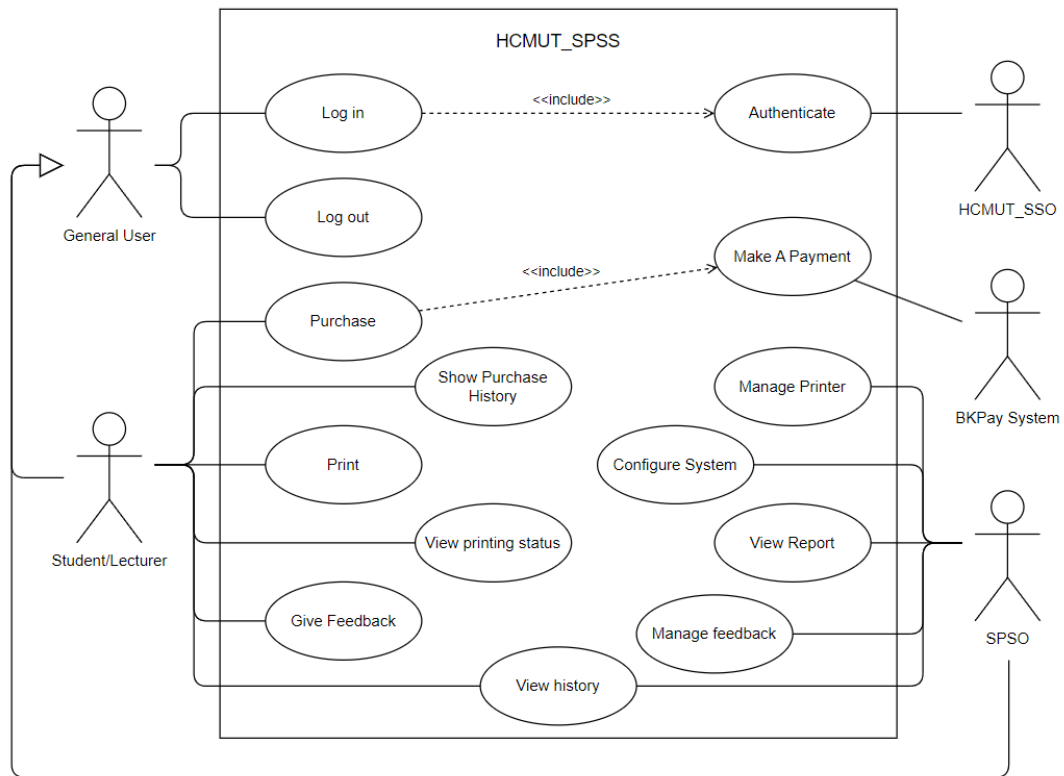 HCMUT_SPSS
Log in
<<include>>
Authenticate
HCMUT_SSO
General User
Log out
Make A Payment
<<include>>
Purchase
BKPay System
Show Purchase
History
Manage Printer
Print
Configure System
Student/Lecturer
View printing status
View Report
Give Feedback
Manage feedback
SPSO
View history